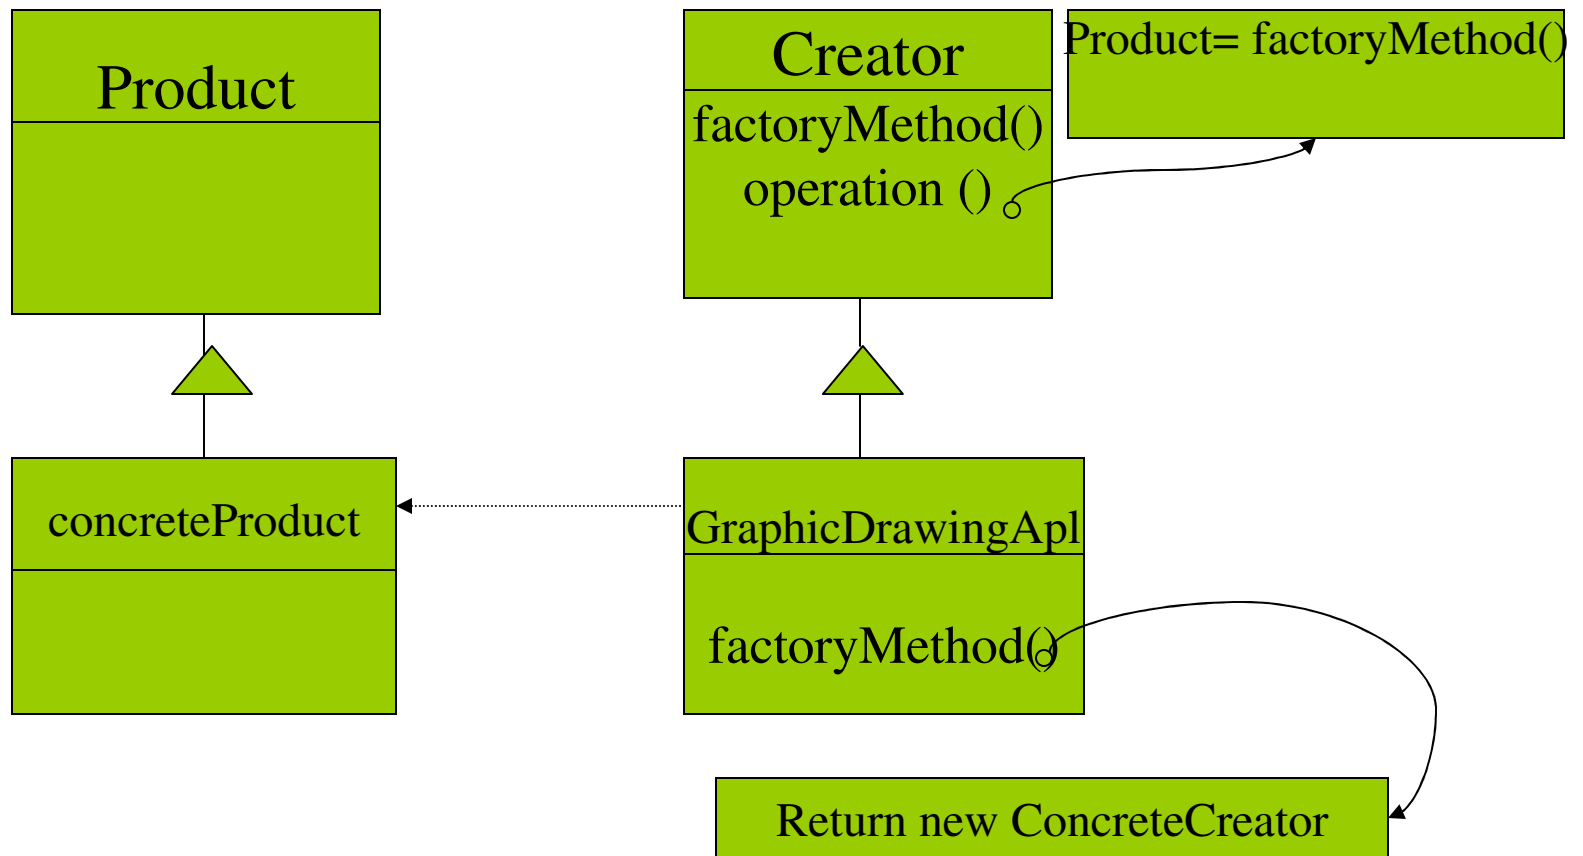 Product
Creator
factoryMethod()
operation ()
Product= factoryMethod()
concreteProduct
GraphicDrawingApl
factoryMethod()
Return new ConcreteCreator